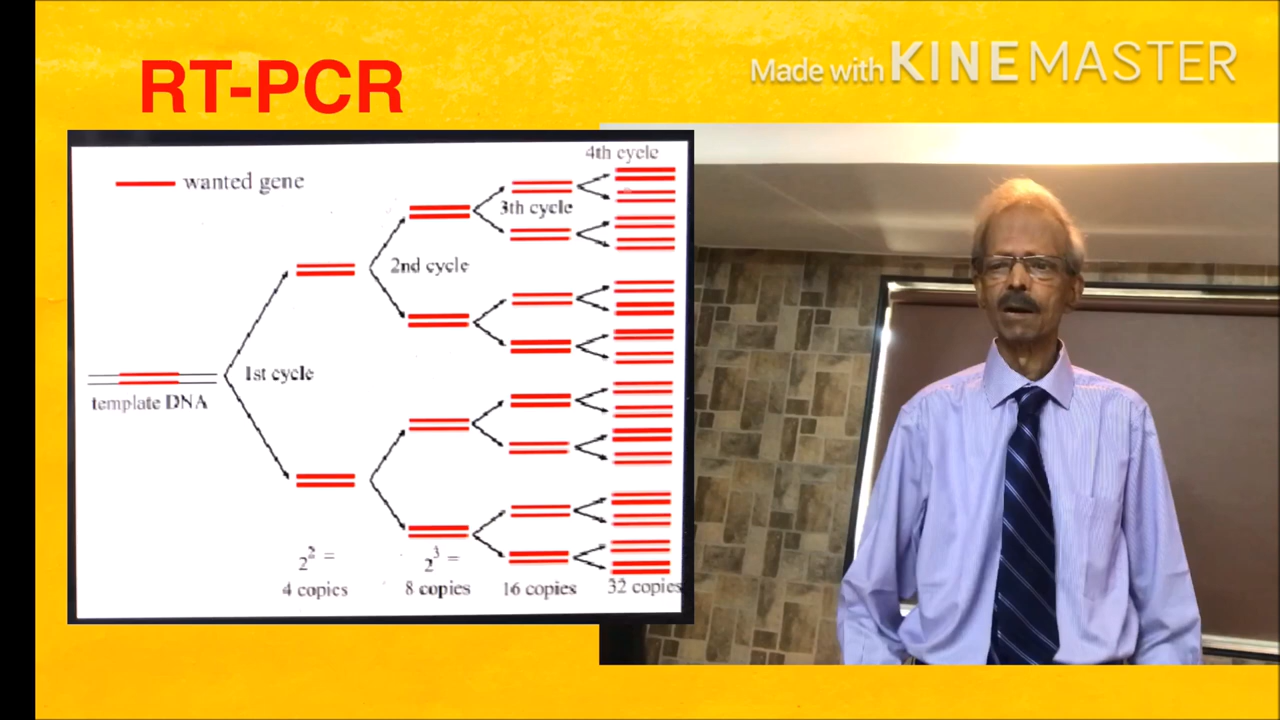 RT-PCR
Made with KINEMASTER
4th cycle
wanted gene
3th cycle
2nd cycle
1st cycle
template DNA
2² =
2³ =
4 copies
8 copies
16 copies
32 copies